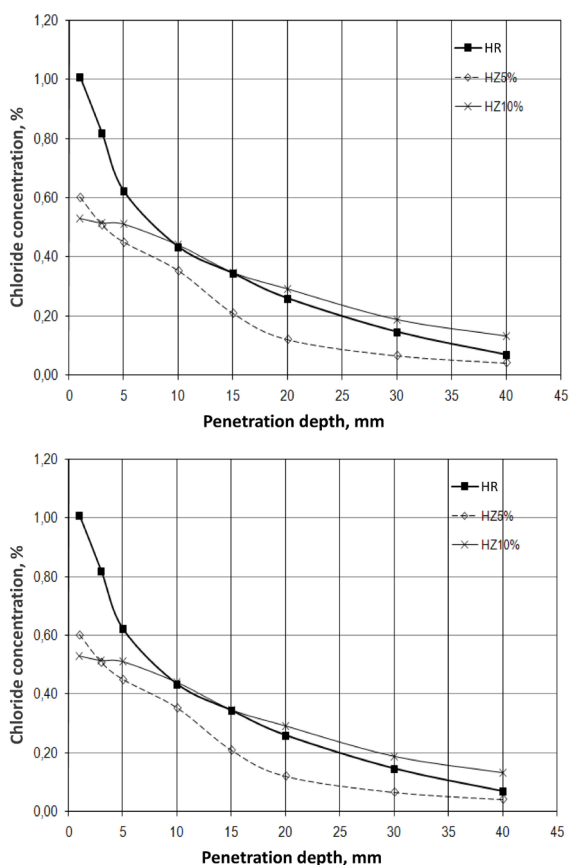 1,20
1,00
0,80
0,60
0,40
0,20
0,00
Chloride concentration, %
HR
HZ5%
HZ10%
0 5 10 15 20 25 30 35 40 45
Penetration depth, mm
1,20
1,00
0,80
0,60
0,40
0,20
0,00
Chloride concentration, %
HR
HZ5%
HZ10%
0 5 10 15 20 25 30 35 40 45
Penetration depth, mm